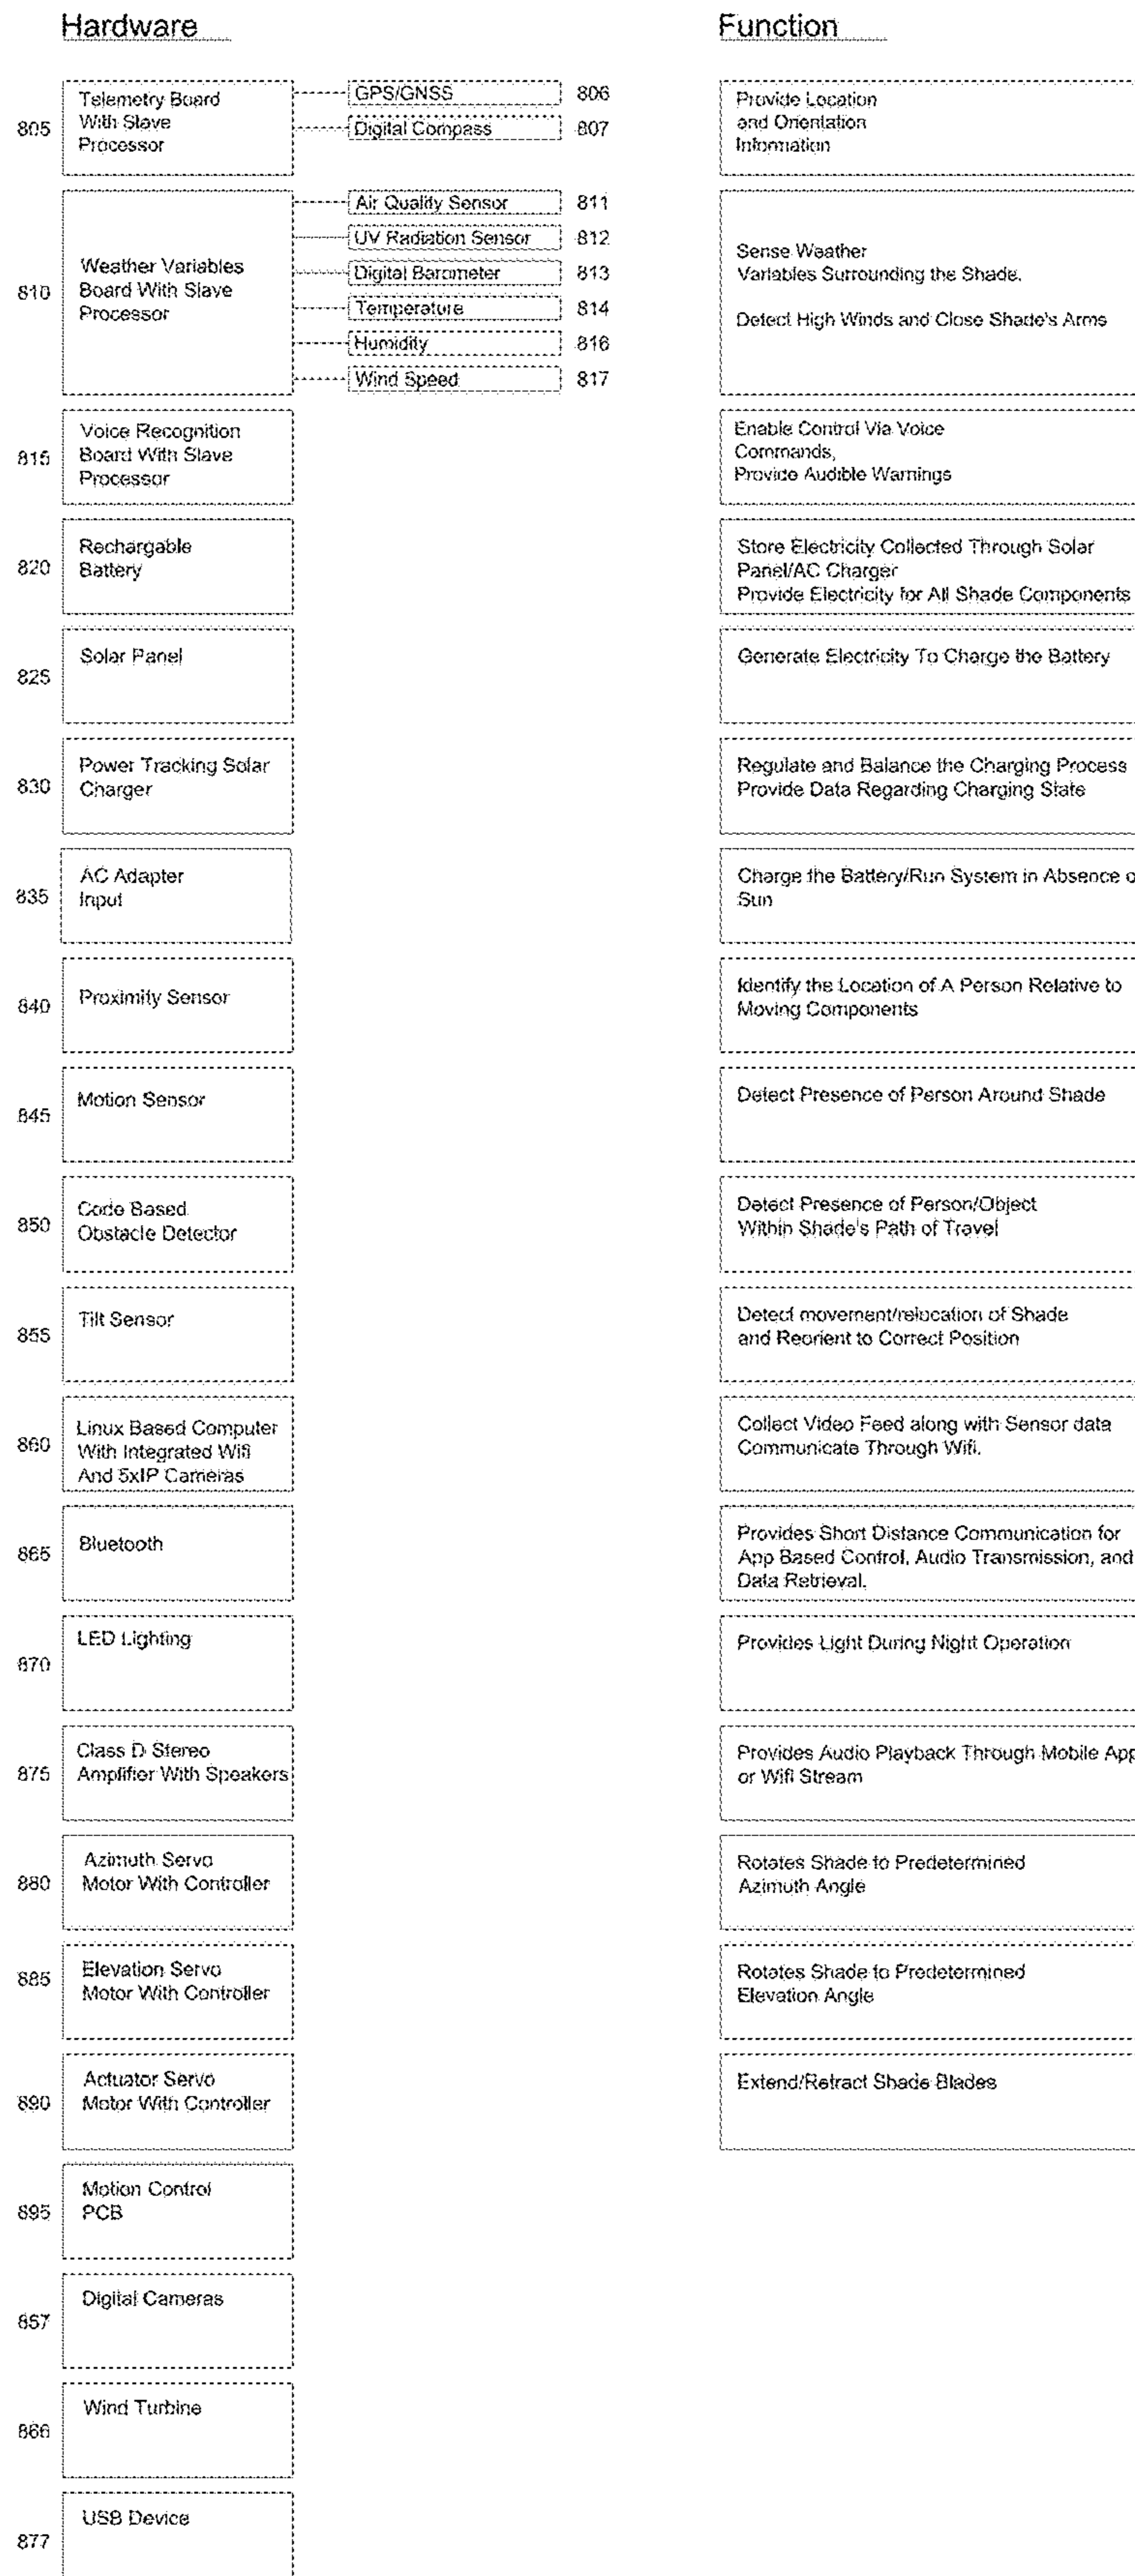 Hardware
Function
805
Telemetry Board
With Slave
Processor
GPS/GNSS
806
Digital Compass
807
Provide Location
and Orientation
Information
810
Weather Variables
Board With Slave
Processor
Air Quality Sensor
811
UV Radiation Sensor
812
Digital Barometer
813
Temperature
814
Humidity
816
Wind Speed
817
Sense Weather
Variables Surrounding the Shade.
Detect High Winds and Close Shade's Arms
815
Voice Recognition
Board With Slave
Processor
Enable Control Via Voice
Commands,
Provide Audible Warnings
820
Rechargable
Battery
Store Electricity Collected Through Solar
Panel/AC Charger
Provide Electricity for All Shade Components
825
Solar Panel
Generate Electricity To Charge the Battery
830
Power Tracking Solar
Charger
Regulate and Balance the Charging Process
Provide Data Regarding Charging State
835
AC Adapter
Input
Charge the Battery/Run System in Absence o
Sun
840
Proximity Sensor
Identify the Location of A Person Relative to
Moving Components
845
Motion Sensor
Detect Presence of Person Around Shade
850
Code Based
Obstacle Detector
Detect Presence of Person/Object
Within Shade's Path of Travel
855
Tilt Sensor
Detect movement/relocation of Shade
and Reorient to Correct Position
860
Linux Based Computer
With Integrated Wifi
And 5xIP Cameras
Collect Video Feed along with Sensor data
Communicate Through Wifi.
865
Bluetooth
Provides Short Distance Communication for
App Based Control, Audio Transmission, and
Data Retrieval.
870
LED Lighting
Provides Light During Night Operation
875
Class D Stereo
Amplifier With Speakers
Provides Audio Playback Through Mobile App
or Wifi Stream
880
Azimuth Servo
Motor With Controller
Rotates Shade to Predetermined
Azimuth Angle
885
Elevation Servo
Motor With Controller
Rotates Shade to Predetermined
Elevation Angle
890
Actuator Servo
Motor With Controller
Extend/Retract Shade Blades
895
Motion Control
PCB
857
Digital Cameras
866
Wind Turbine
877
USB Device